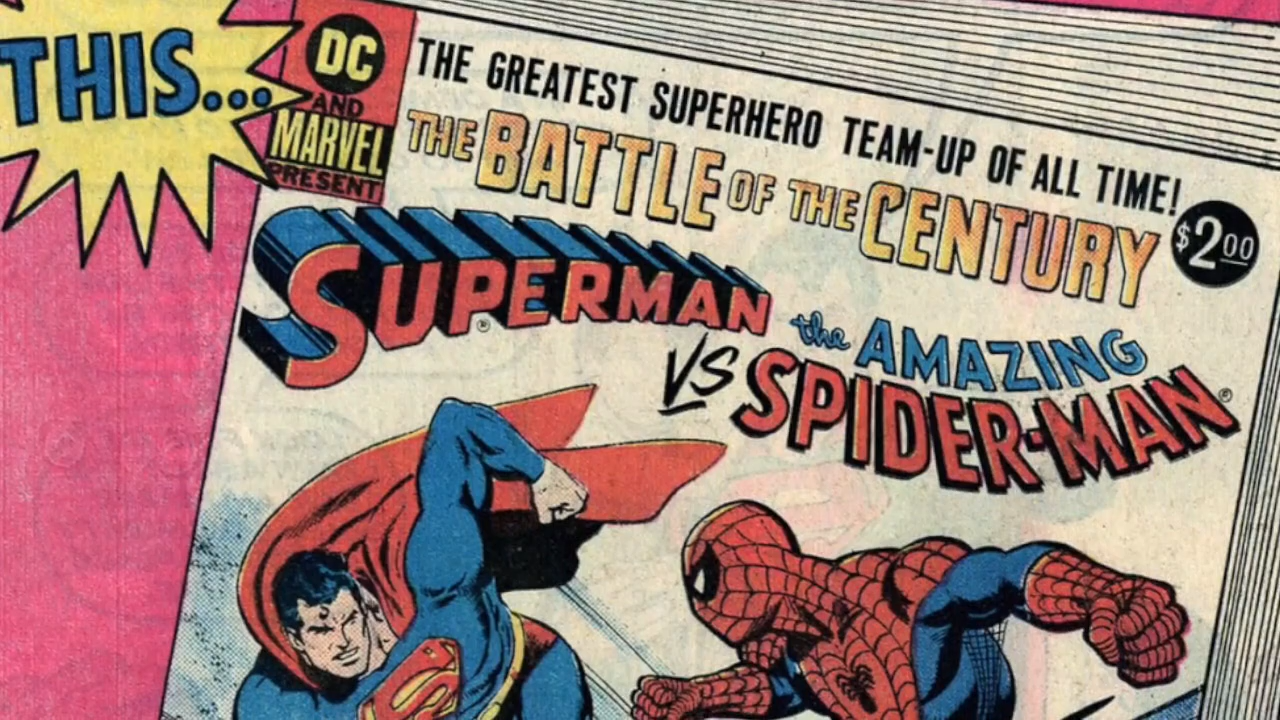 THIS...
DC
AND
MARVEL
PRESENT
THE GREATEST SUPERHERO TEAM-UP OF ALL TIME!
THE BATTLE OF THE CENTURY
$2.00
SUPERMAN®
VS
the AMAZING
SPIDER-MAN®
S